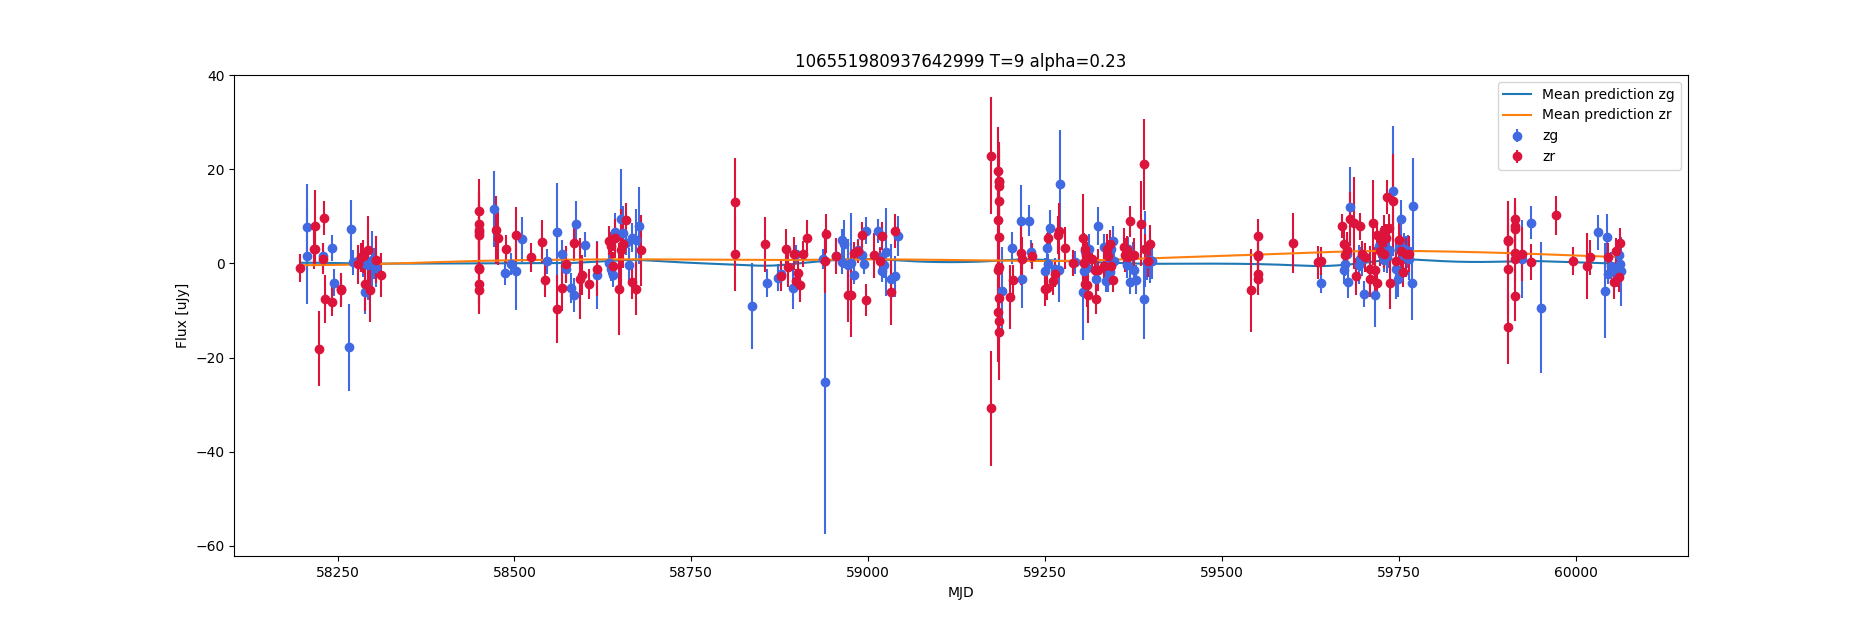 106551980937642999 T=9 alpha=0.23
40
20
0
−20
−40
−60
Flux [uJy]
58250
58500
58750
59000
59250
59500
59750
60000
MJD
Mean prediction zg
Mean prediction zr
zg
zr